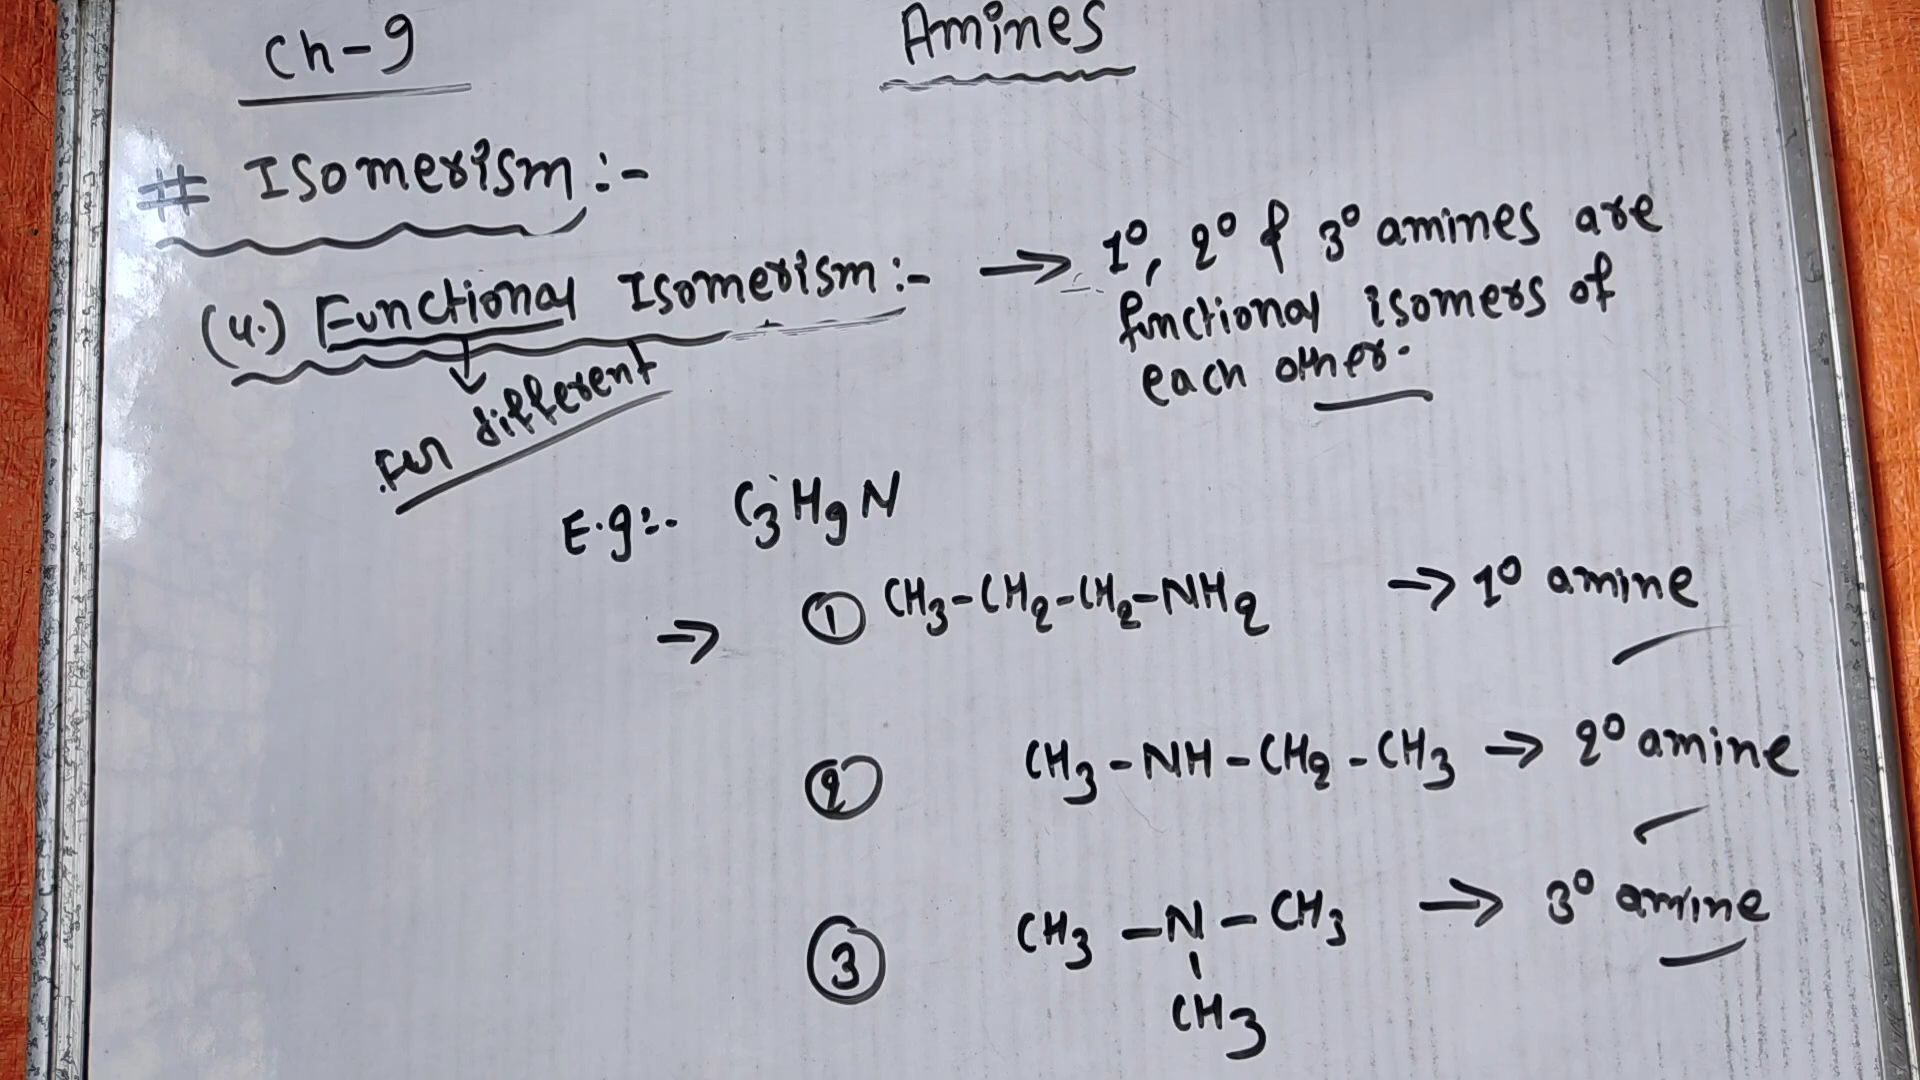 Ch-9
Amines
# Isomerism:-
(4.) Functional Isomerism:- → 1°, 2° & 3° amines are
functional isomers of
each other.
Fun different
E.g:- C3H9N
→ ① CH3-CH2-CH2-NH2 → 1° amine
② CH3-NH-CH2-CH3 → 2° amine
③ CH3-N-CH3 → 3° amine
CH3